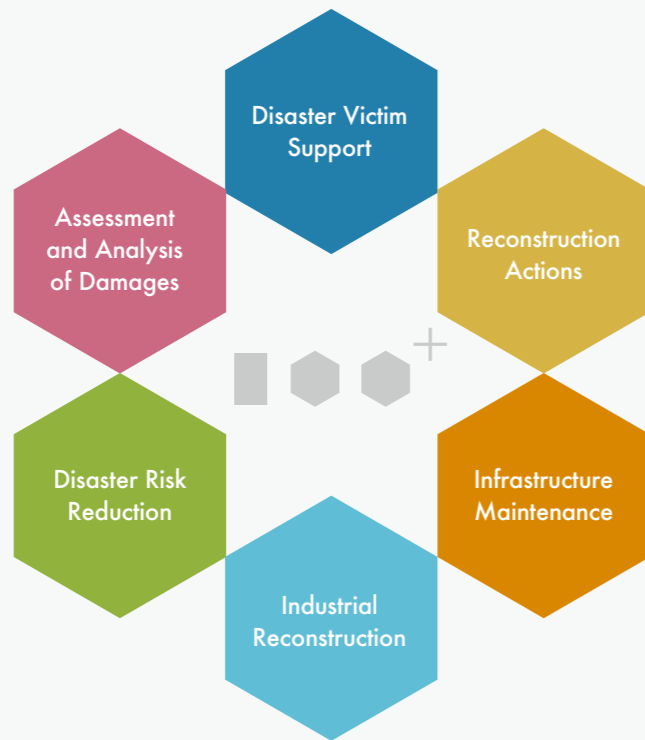 Disaster Victim
Support
Reconstruction
Actions
Infrastructure
Maintenance
Industrial
Reconstruction
Disaster Risk
Reduction
Assessment
and Analysis
of Damages